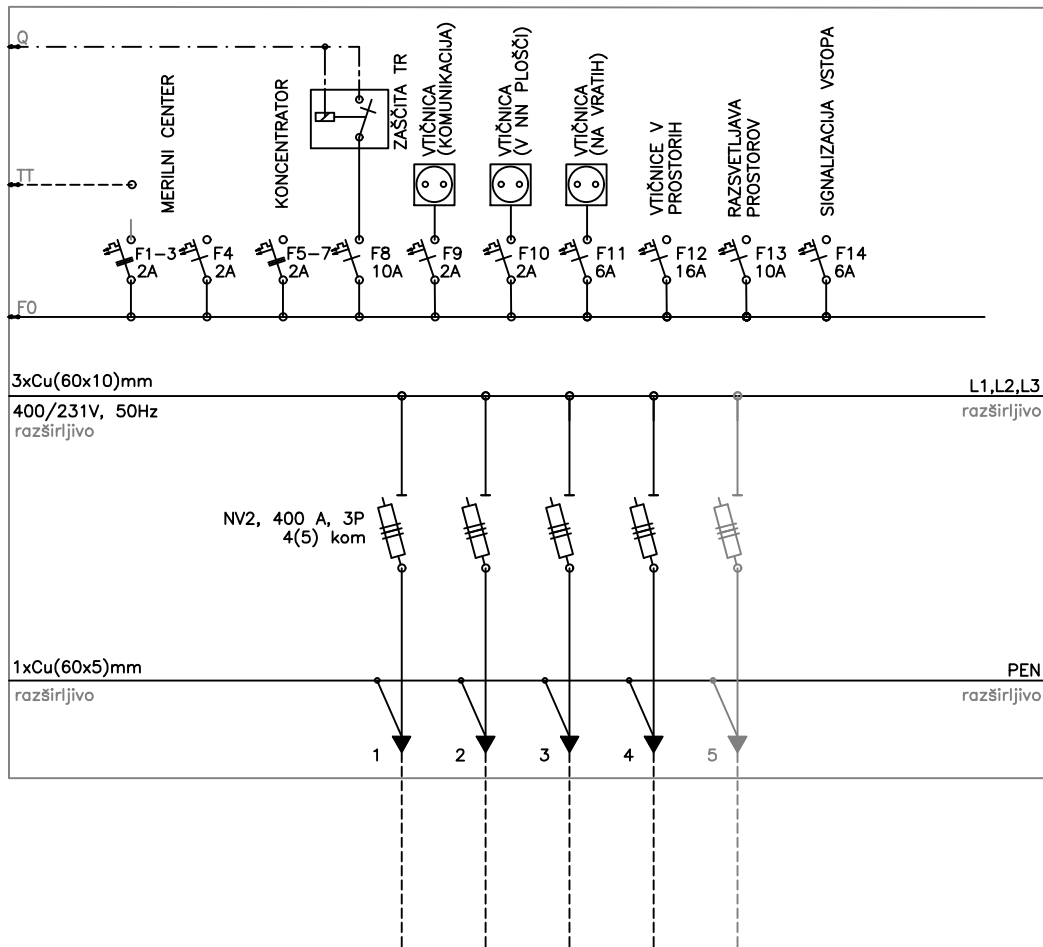 Q
MERILNI CENTER
KONCENTRATOR
ZAŠČITA TR
VTIČNICA
(KOMUNIKACIJA)
VTIČNICA
(V NN PLOŠČI)
VTIČNICA
(NA VRATIH)
VTIČNICE V
PROSTORIH
RAZSVETLJAVA
PROSTOROV
SIGNALIZACIJA VSTOPA
TT
F1-3
2A
F4
2A
F5-7
2A
F8
10A
F9
2A
F10
2A
F11
6A
F12
16A
F13
10A
F14
6A
F0
3xCu(60x10)mm
L1,L2,L3
400/231V, 50Hz
razširljivo
razširljivo
NV2, 400 A, 3P
4(5) kom
1xCu(60x5)mm
PEN
razširljivo
razširljivo
1
2
3
4
5